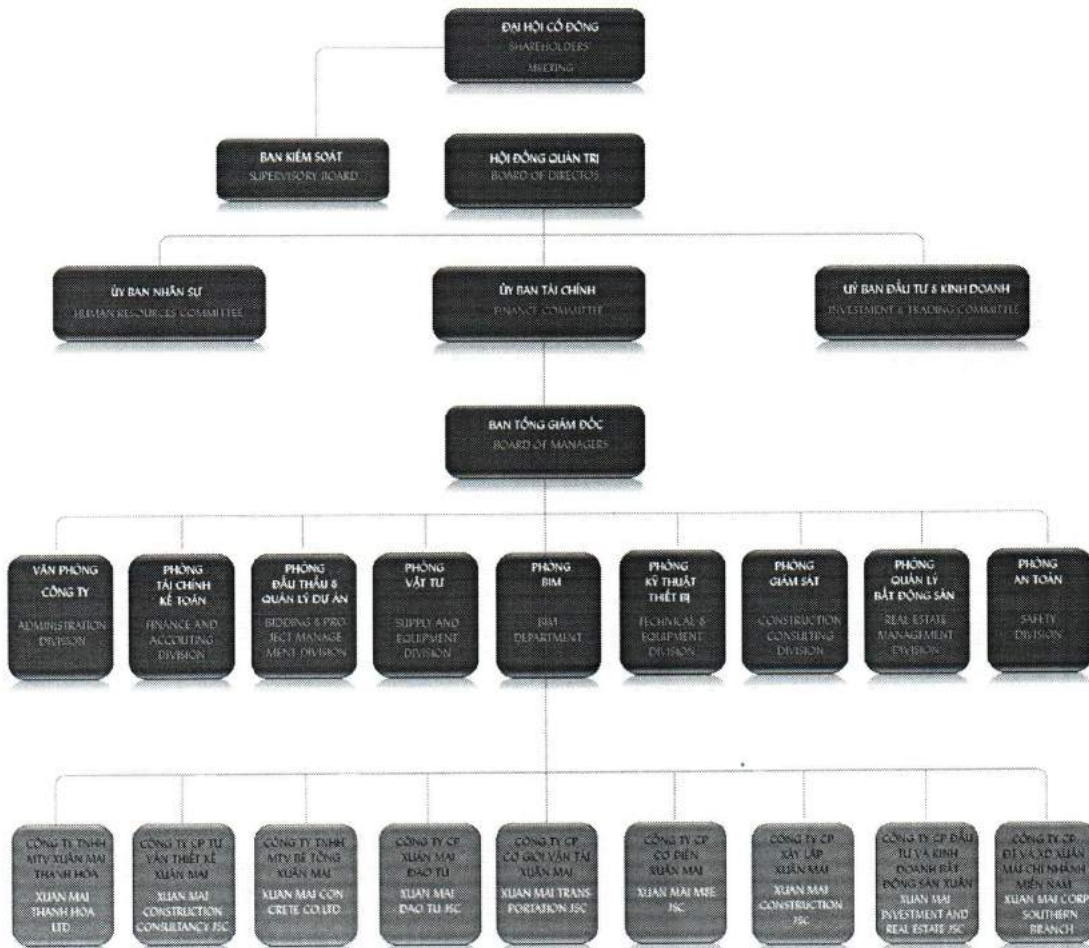 ĐẠI HỘI CỔ ĐÔNG
SHAREHOLDERS'
MEETING
BAN KIỂM SOÁT
SUPERVISORY BOARD
HỘI ĐỒNG QUẢN TRỊ
BOARD OF DIRECTOS
ỦY BAN NHÂN SỰ
HUMAN RESOURCES COMMITTEE
ỦY BAN TÀI CHÍNH
FINANCE COMMITTEE
UỶ BAN ĐẦU TƯ & KINH DOANH
INVESTMENT & TRADING COMMITTEE
BAN TỔNG GIÁM ĐỐC
BOARD OF MANAGERS
VĂN PHÒNG
CÔNG TY
ADMINISTRATION
DIVISION
PHÒNG
TÀI CHÍNH
KẾ TOÁN
FINANCE AND
ACCOUTING
DIVISION
PHÒNG
ĐẤU THẦU &
QUẢN LÝ DỰ ÁN
BIDDING & PRO
JECT MANAGE
MENT DIVISION
PHÒNG
VẬT TƯ
SUPPLY AND
EQUIPMENT
DIVISION
PHÒNG
BIM
BIM
DEPARTMENT
PHÒNG
KỸ THUẬT
THIẾT BỊ
TECHNICAL &
EQUIPMENT
DIVISION
PHÒNG
GIÁM SÁT
CONSTRUCTION
CONSULTING
DIVISION
PHÒNG
QUẢN LÝ
BẤT ĐỘNG SẢN
REAL ESTATE
MANAGEMENT
DIVISION
PHÒNG
AN TOÀN
SAFETY
DIVISION
CÔNG TY TNHH
MTV XUÂN MAI
THANH HÓA
XUAN MAI
THANH HOA
LTD
CÔNG TY CP TƯ
VẤN THIẾT KẾ
XUÂN MAI
XUAN MAI
CONSTRUCTION
CONSULTANCY JSC
CÔNG TY TNHH
MTV BÊ TÔNG
XUÂN MAI
XUAN MAI CON
CRETE CO.LTD
CÔNG TY CP
XUÂN MAI
ĐẠO TÚ
XUAN MAI
DAO TU JSC
CÔNG TY CP
CƠ GIỚI VẬN TẢI
XUÂN MAI
XUAN MAI TRANS
PORTATION JSC
CÔNG TY CP
CƠ ĐIỆN
XUÂN MAI
XUAN MAI M&E
JSC
CÔNG TY CP
XÂY LẮP
XUÂN MAI
XUAN MAI
CONSTRUCTION
JSC
CÔNG TY CP ĐẦU
TƯ VÀ KINH
DOANH BẤT
ĐỘNG SẢN XUÂN
XUAN MAI
INVESTMENT AND
REAL ESTATE JSC
CÔNG TY CP
ĐT VÀ XD XUÂN
MAI CHI NHÁNH
MIỀN NAM
XUAN MAI CORP
SOUTHERN
BRANCH